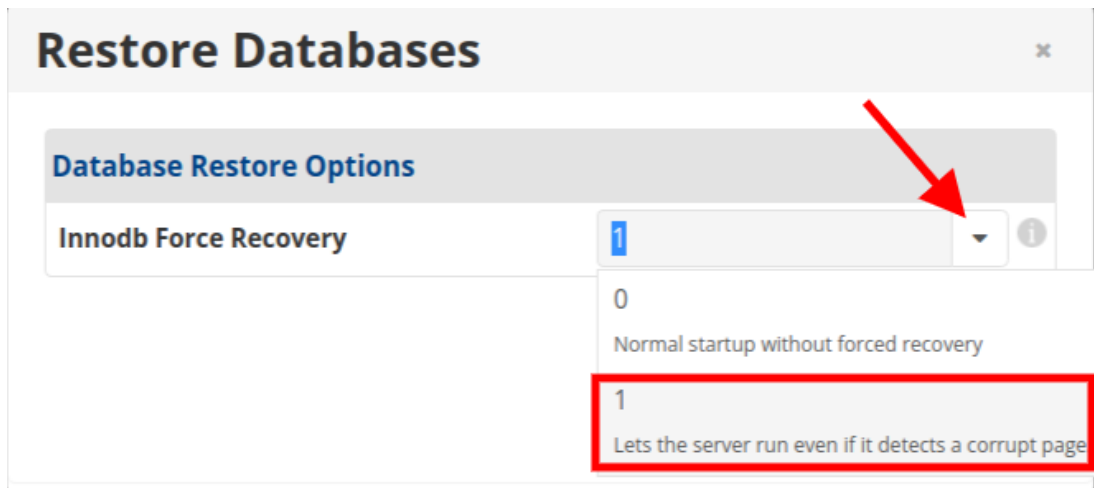 Restore Databases
Database Restore Options
Innodb Force Recovery
1
0
Normal startup without forced recovery
1
Lets the server run even if it detects a corrupt page